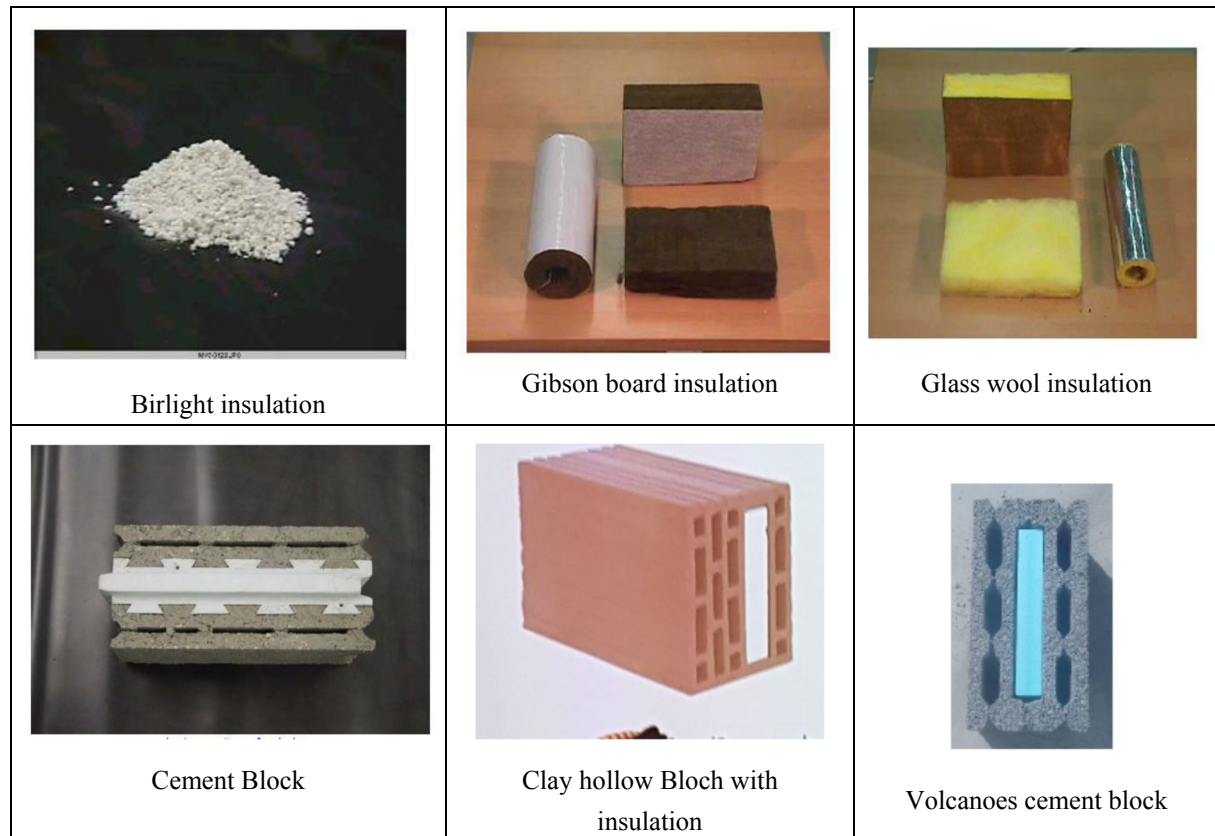 Birlight insulation
Gibson board insulation
Glass wool insulation
Cement Block
Clay hollow Bloch with
insulation
Volcanoes cement block